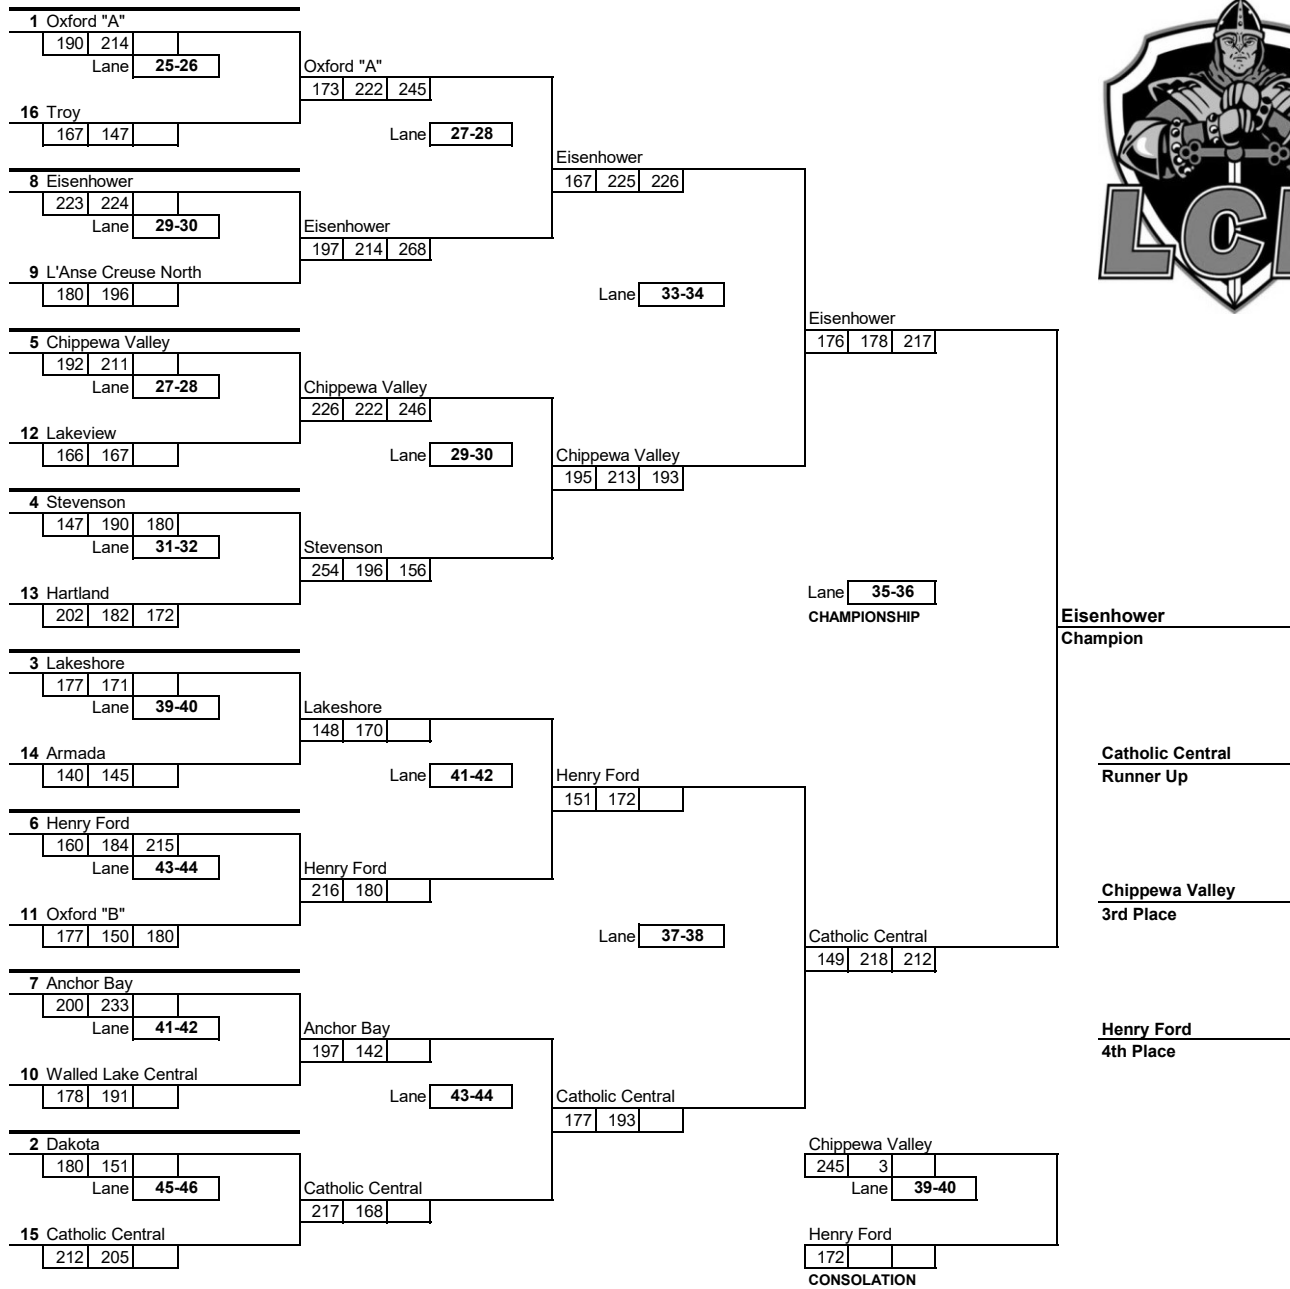 1 Oxford "A"
190 214
Lane 25-26
Oxford "A"
173 222 245
16 Troy
167 147
Lane 27-28
Eisenhower
167 225 226
8 Eisenhower
223 224
Lane 29-30
Eisenhower
197 214 268
9 L'Anse Creuse North
180 196
Lane 33-34
Eisenhower
176 178 217
5 Chippewa Valley
192 211
Lane 27-28
Chippewa Valley
226 222 246
12 Lakeview
166 167
Lane 29-30
Chippewa Valley
195 213 193
4 Stevenson
147 190 180
Lane 31-32
Stevenson
254 196 156
13 Hartland
202 182 172
Lane 35-36
CHAMPIONSHIP
Eisenhower
Champion
3 Lakeshore
177 171
Lane 39-40
Lakeshore
148 170
14 Armada
140 145
Lane 41-42
Henry Ford
151 172
Catholic Central
Runner Up
6 Henry Ford
160 184 215
Lane 43-44
Henry Ford
216 180
11 Oxford "B"
177 150 180
Lane 37-38
Catholic Central
149 218 212
Chippewa Valley
3rd Place
7 Anchor Bay
200 233
Lane 41-42
Anchor Bay
197 142
10 Walled Lake Central
178 191
Lane 43-44
Catholic Central
177 193
Henry Ford
4th Place
2 Dakota
180 151
Lane 45-46
Catholic Central
217 168
15 Catholic Central
212 205
Chippewa Valley
245 3
Lane 39-40
Henry Ford
172
CONSOLATION